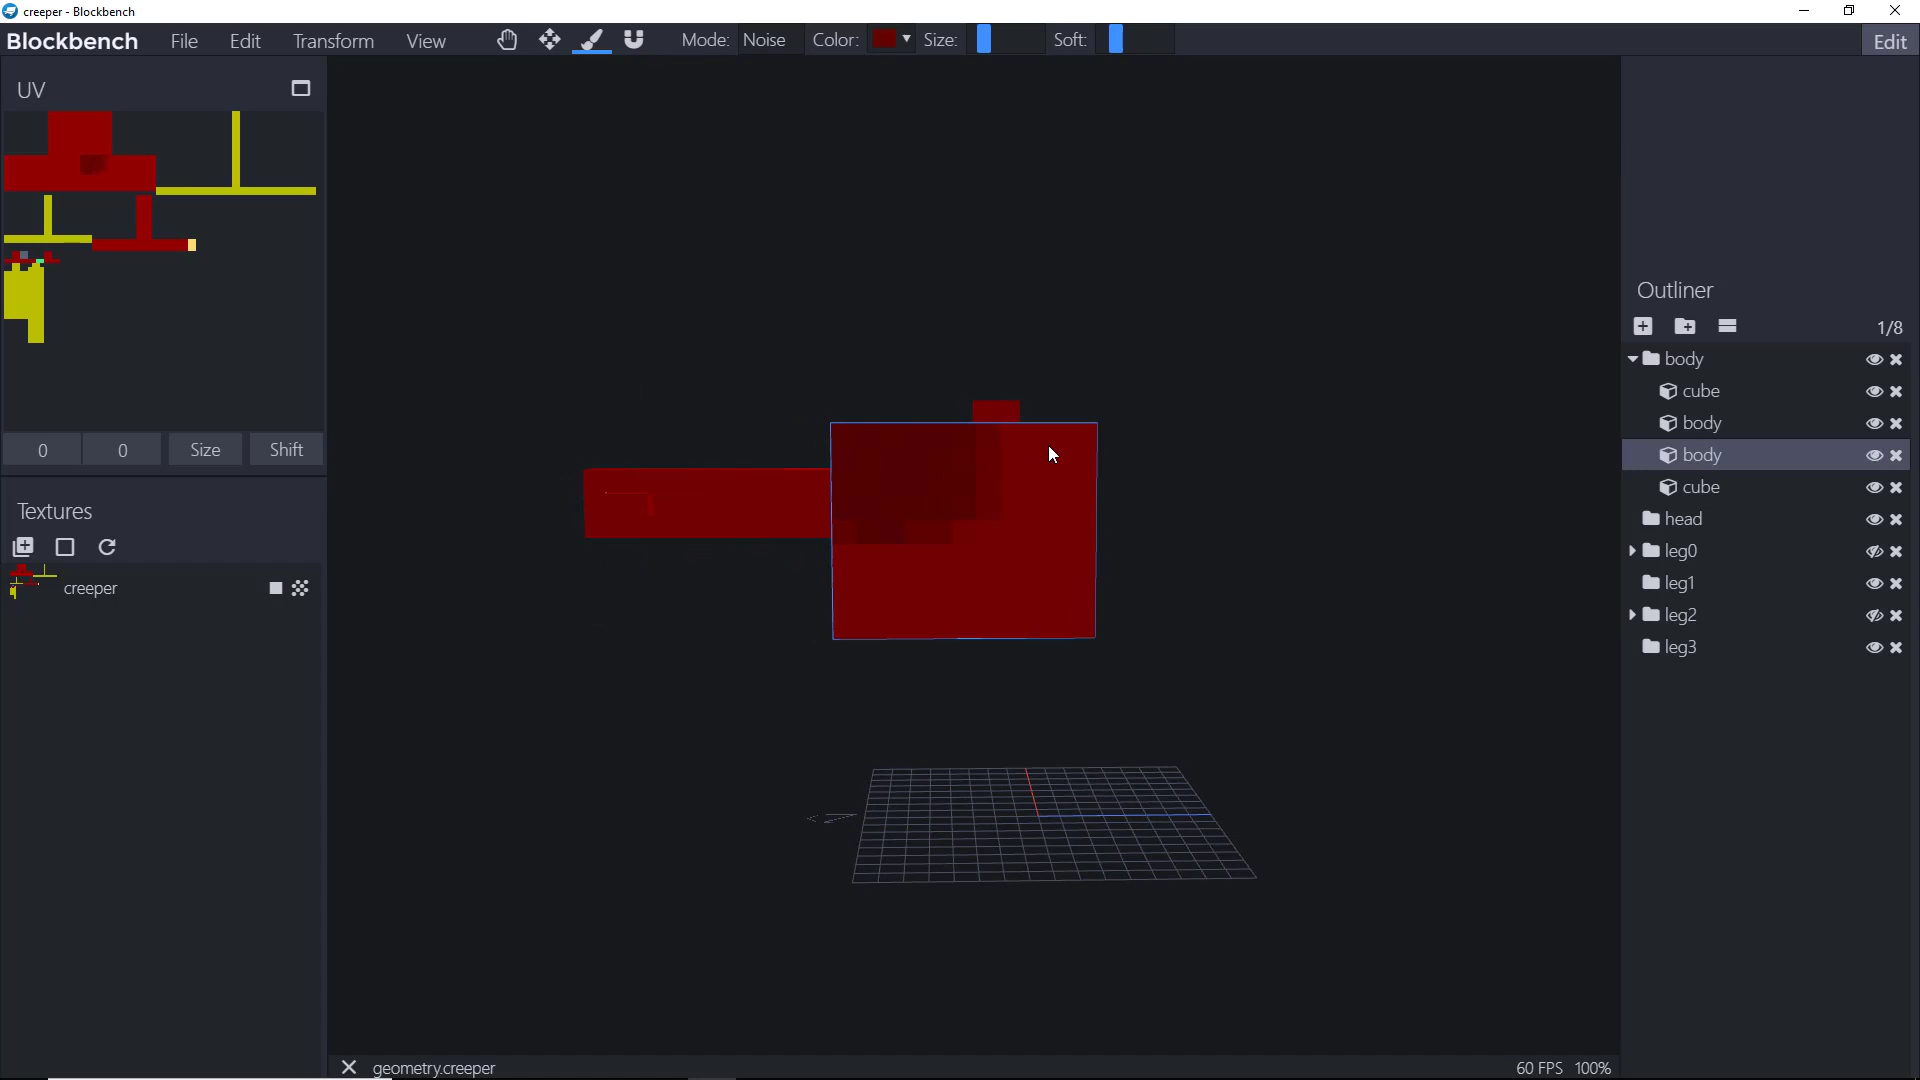 creeper - Blockbench
Blockbench File Edit Transform View Mode: Noise Color: Size: Soft: Edit
UV
0 0 Size Shift
Textures
creeper
Outliner
1/8
body
cube
body
body
cube
head
leg0
leg1
leg2
leg3
geometry.creeper 60 FPS 100%